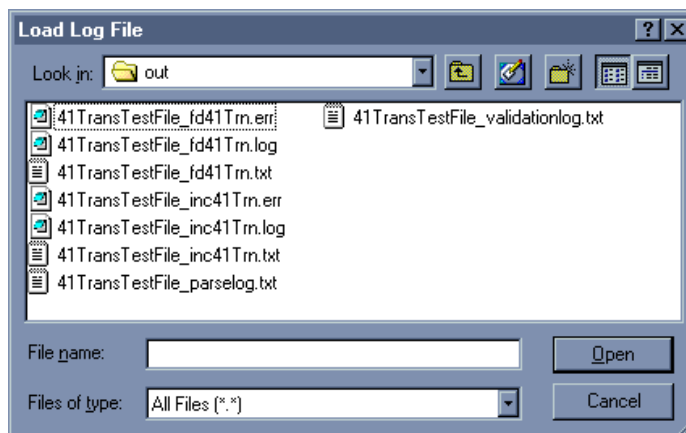 Load Log File
Look in: out
41TransTestFile_fd41Trn.err
41TransTestFile_fd41Trn.log
41TransTestFile_fd41Trn.txt
41TransTestFile_inc41Trn.err
41TransTestFile_inc41Trn.log
41TransTestFile_inc41Trn.txt
41TransTestFile_parselog.txt
41TransTestFile_validationlog.txt
File name:
Open
Files of type: All Files (*.*)
Cancel